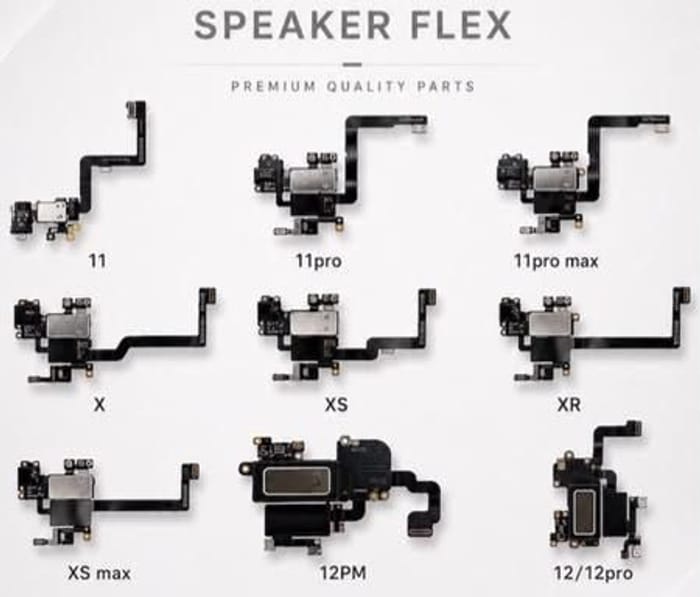 SPEAKER FLEX
PREMIUM QUALITY PARTS
11
11pro
11pro max
X
XS
XR
XS max
12PM
12/12pro